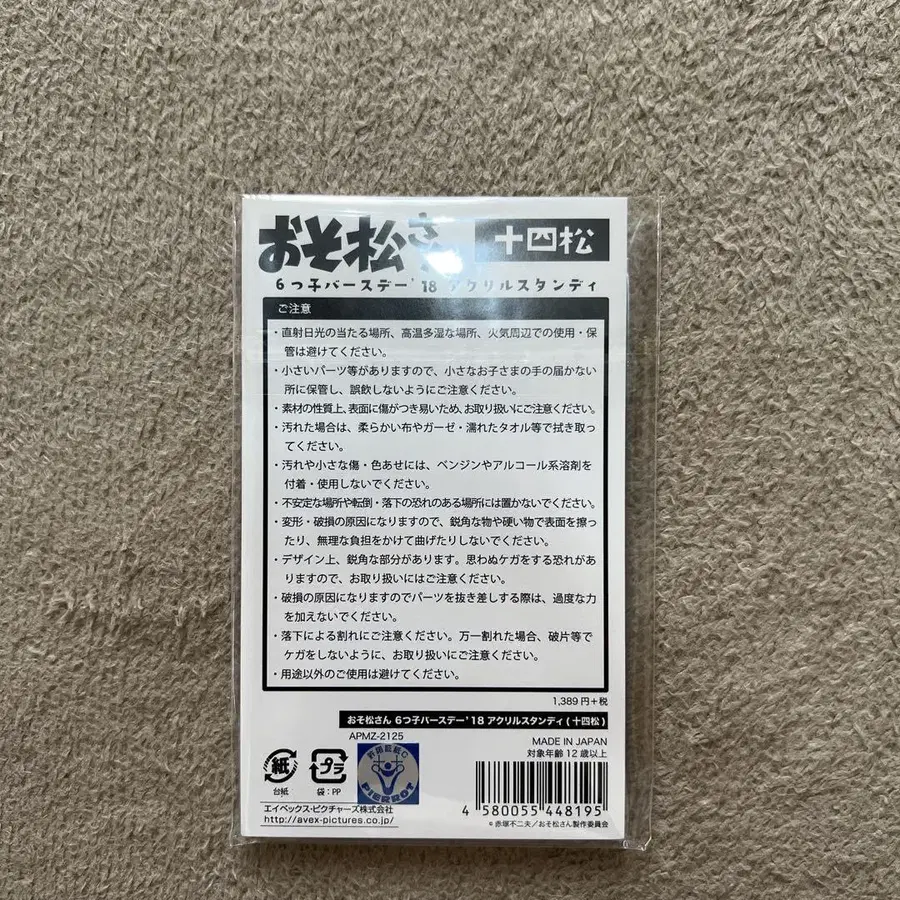 おそ松さ
十四松
6つ子バースデー'18 アクリルスタンディ
ご注意
・直射日光の当たる場所、高温多湿な場所、火気周辺での使用・保
管は避けてください。
・小さいパーツ等がありますので、小さなお子さまの手の届かない
所に保管し、誤飲しないようにご注意ください。
・素材の性質上、表面に傷がつき易いため、お取り扱いにご注意ください。
・汚れた場合は、柔らかい布やガーゼ・濡れたタオル等で拭き取っ
てください。
・汚れや小さな傷・色あせには、ベンジンやアルコール系溶剤を
付着・使用しないでください。
・不安定な場所や転倒・落下の恐れのある場所には置かないでください。
・変形・破損の原因になりますので、鋭角な物や硬い物で表面を擦っ
たり、無理な負担をかけて曲げたりしないでください。
・デザイン上、鋭角な部分があります。思わぬケガをする恐れがあ
りますので、お取り扱いにはご注意ください。
・破損の原因になりますのでパーツを抜き差しする際は、過度な力
を加えないでください。
・落下による割れにご注意ください。万一割れた場合、破片等で
ケガをしないように、お取り扱いにご注意ください。
・用途以外のご使用は避けてください。
1,389円+税
おそ松さん 6つ子バースデー'18 アクリルスタンディ(十四松)
APMZ-2125
MADE IN JAPAN
対象年齢12歳以上
紙
台紙
プラ
袋:PP
許諾証紙C
PIERROT
エイベックス・ピクチャーズ株式会社
http://avex-pictures.co.jp/
4 580055 448195
©赤塚不二夫/おそ松さん製作委員会